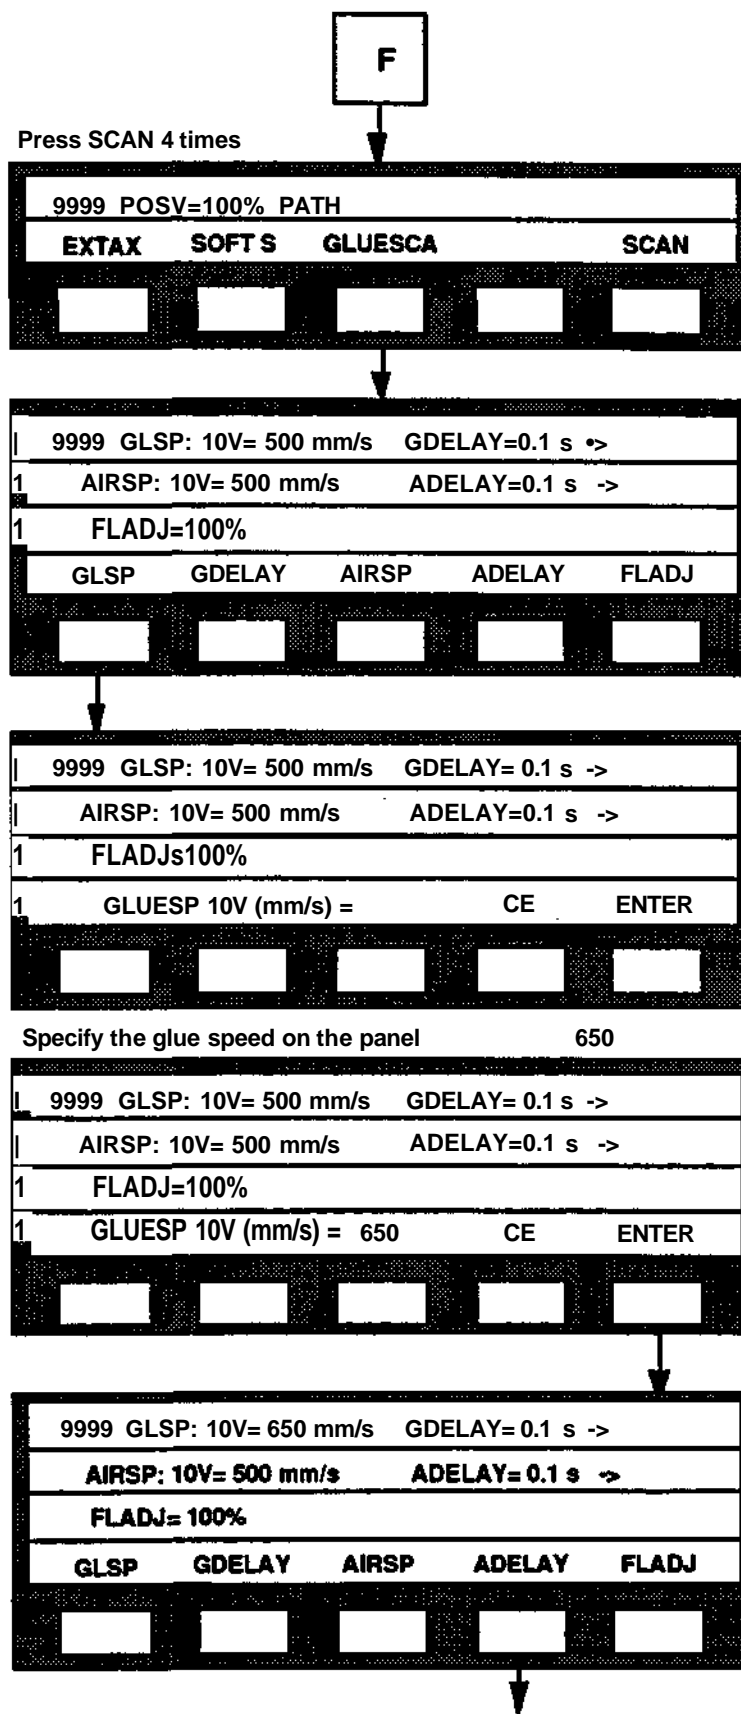 F
Press SCAN 4 times
9999 POSV=100% PATH
EXTAX SOFT S GLUESCA SCAN
| 9999 GLSP: 10V= 500 mm/s GDELAY=0.1 s •>
1 AIRSP: 10V= 500 mm/s ADELAY=0.1 s ->
1 FLADJ=100%
GLSP GDELAY AIRSP ADELAY FLADJ
| 9999 GLSP: 10V= 500 mm/s GDELAY= 0.1 s ->
| AIRSP: 10V= 500 mm/s ADELAY=0.1 s ->
1 FLADJs100%
1 GLUESP 10V (mm/s) = CE ENTER
Specify the glue speed on the panel 650
I 9999 GLSP: 10V= 500 mm/s GDELAY= 0.1 s ->
| AIRSP: 10V= 500 mm/s ADELAY=0.1 s ->
1 FLADJ=100%
1 GLUESP 10V (mm/s) = 650 CE ENTER
9999 GLSP: 10V= 650 mm/s GDELAY= 0.1 s ->
AIRSP: 10V= 500 mm/s ADELAY= 0.1 s ->
FLADJ= 100%
GLSP GDELAY AIRSP ADELAY FLADJ